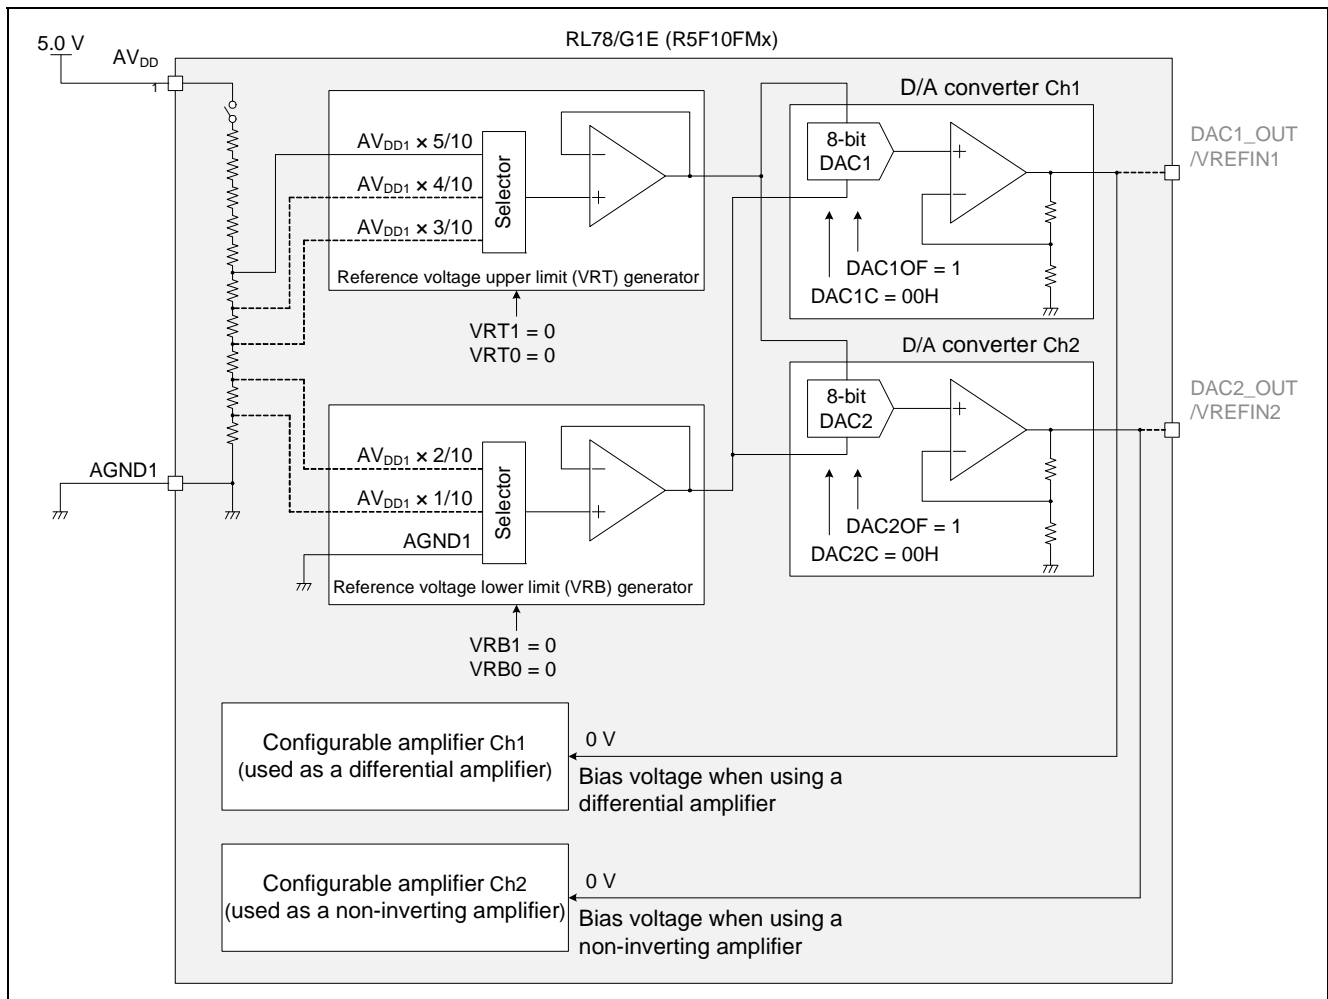 RL78/G1E (R5F10FMx)
5.0 V
AVDD
1
D/A converter Ch1
AVDD1 × 5/10
AVDD1 × 4/10
AVDD1 × 3/10
Selector
−
+
Reference voltage upper limit (VRT) generator
VRT1 = 0
VRT0 = 0
8-bit
DAC1
+
−
DAC1OF = 1
DAC1C = 00H
DAC1_OUT
/VREFIN1
D/A converter Ch2
8-bit
DAC2
+
−
DAC2OF = 1
DAC2C = 00H
DAC2_OUT
/VREFIN2
AGND1
AVDD1 × 2/10
AVDD1 × 1/10
AGND1
Selector
−
+
Reference voltage lower limit (VRB) generator
VRB1 = 0
VRB0 = 0
Configurable amplifier Ch1
(used as a differential amplifier)
0 V
Bias voltage when using a
differential amplifier
Configurable amplifier Ch2
(used as a non-inverting amplifier)
0 V
Bias voltage when using a
non-inverting amplifier